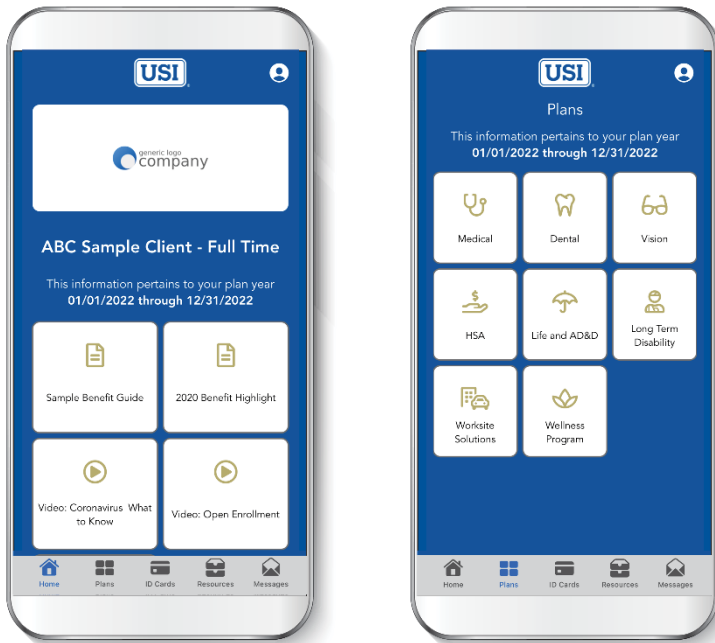 USI
generic logo
company
ABC Sample Client - Full Time
This information pertains to your plan year
01/01/2022 through 12/31/2022
Sample Benefit Guide
2020 Benefit Highlight
Video: Coronavirus What
to Know
Video: Open Enrollment
Home
Plans
ID Cards
Resources
Messages
USI
Plans
This information pertains to your plan year
01/01/2022 through 12/31/2022
Medical
Dental
Vision
$
HSA
Life and AD&D
Long Term
Disability
Worksite
Solutions
Wellness
Program
Home
Plans
ID Cards
Resources
Messages